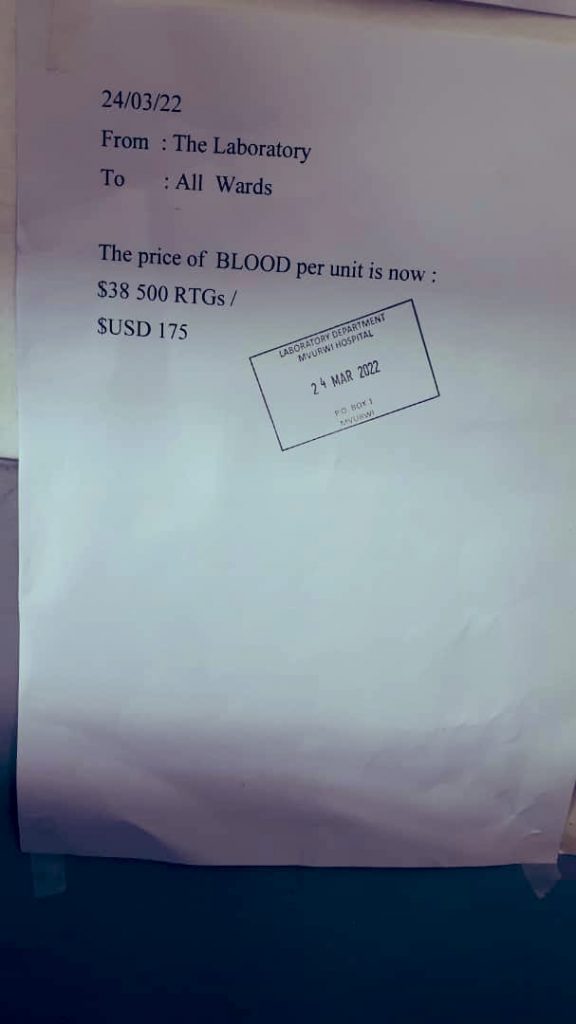 24/03/22
From : The Laboratory
To : All Wards
The price of BLOOD per unit is now :
$38 500 RTGs /
$USD 175
LABORATORY DEPARTMENT
MVURWI HOSPITAL
24 MAR 2022
P.O. BOX 1
MVURWI